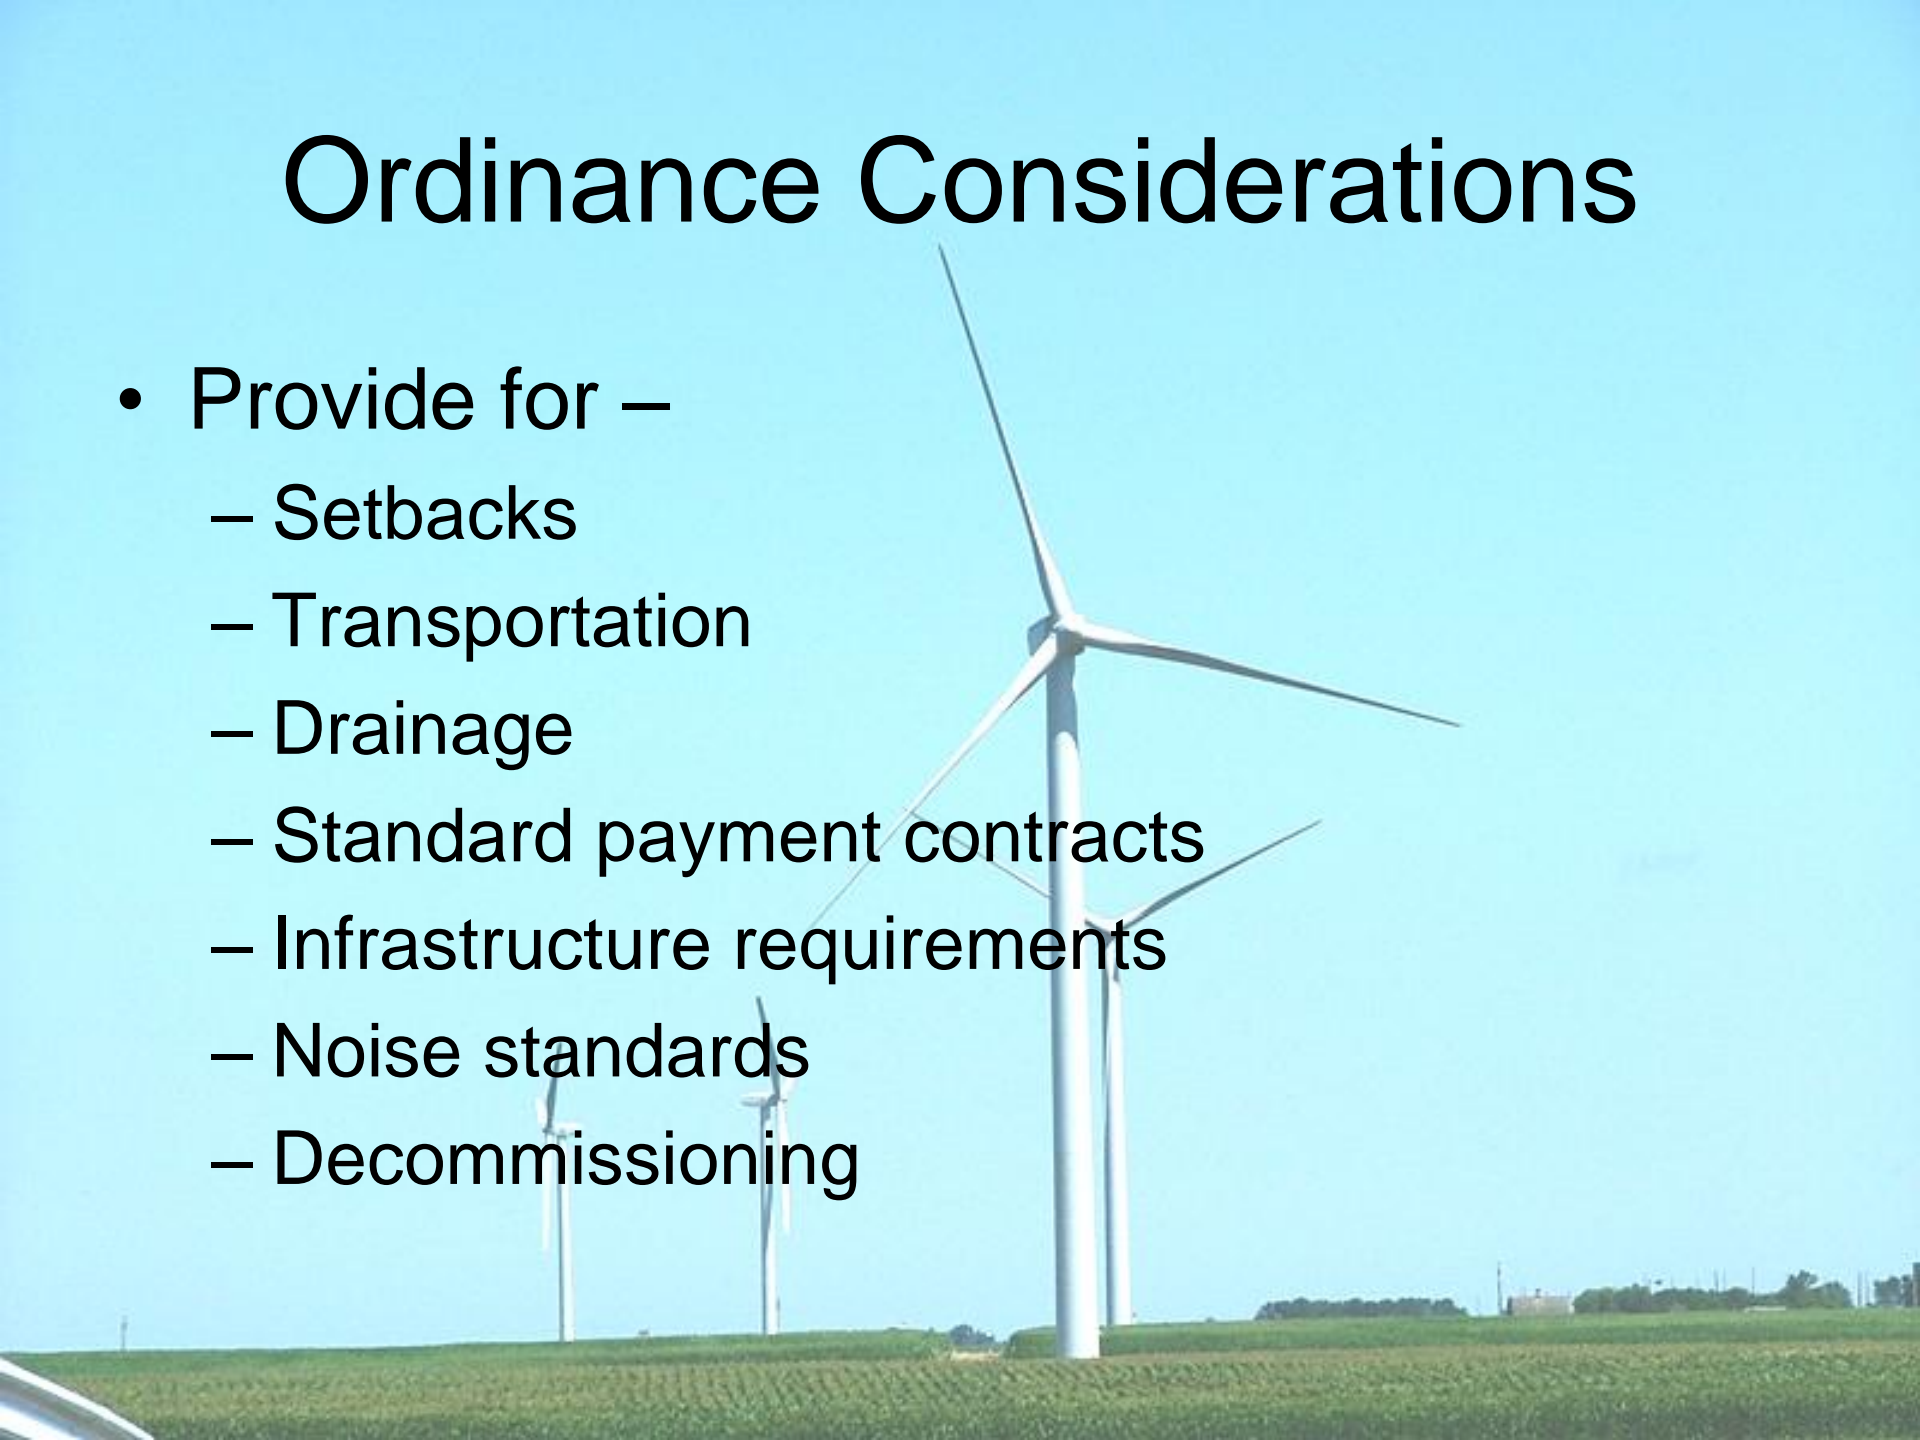 Ordinance Considerations
• Provide for –
– Setbacks
– Transportation
– Drainage
– Standard payment contracts
– Infrastructure requirements
– Noise standards
– Decommissioning